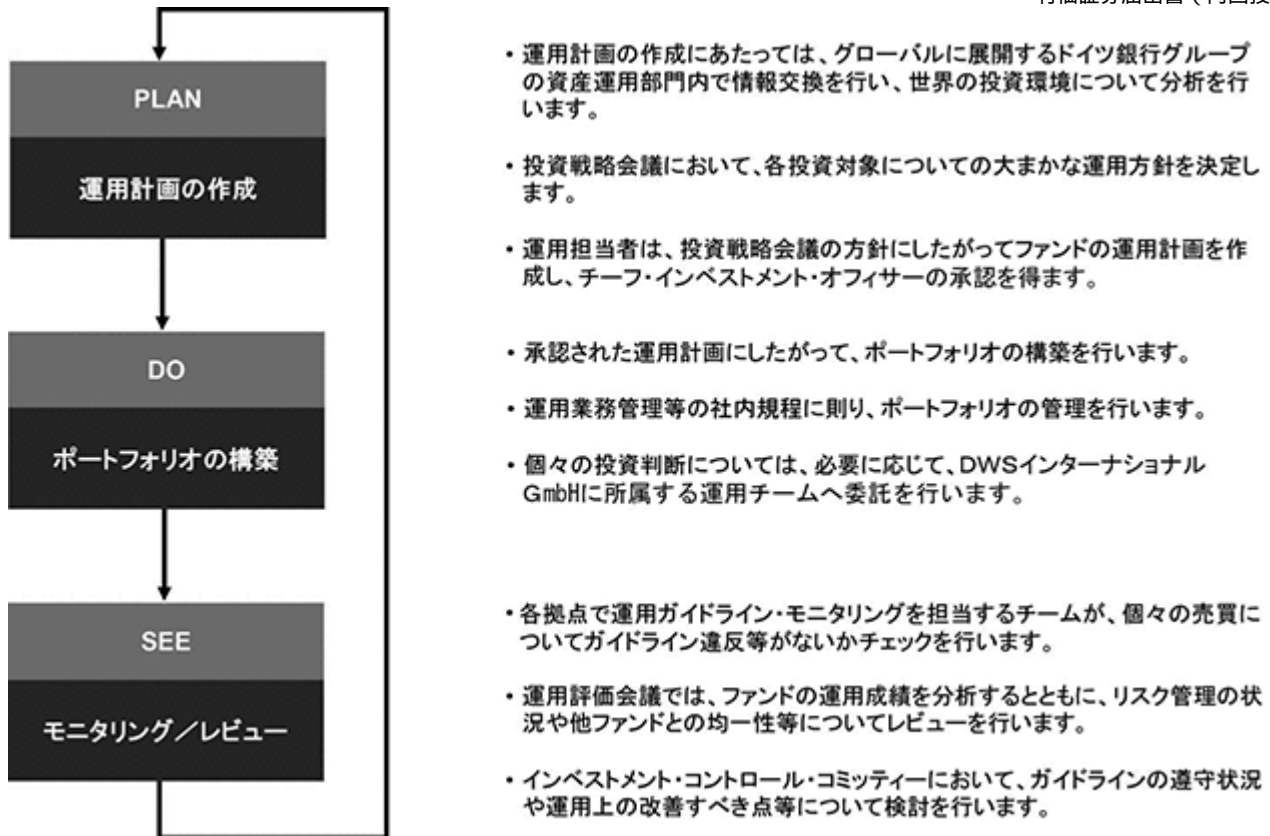 PLAN
運用計画の作成
・運用計画の作成にあたっては、グローバルに展開するドイツ銀行グループ
の資産運用部門内で情報交換を行い、世界の投資環境について分析を行
います。
・投資戦略会議において、各投資対象についての大まかな運用方針を決定し
ます。
・運用担当者は、投資戦略会議の方針にしたがってファンドの運用計画を作
成し、チーフ・インベストメント・オフィサーの承認を得ます。
DO
ポートフォリオの構築
・承認された運用計画にしたがって、ポートフォリオの構築を行います。
・運用業務管理等の社内規程に則り、ポートフォリオの管理を行います。
・個々の投資判断については、必要に応じて、DWSインターナショナル
GmbHに所属する運用チームへ委託を行います。
SEE
モニタリング／レビュー
・各拠点で運用ガイドライン・モニタリングを担当するチームが、個々の売買に
ついてガイドライン違反等がないかチェックを行います。
・運用評価会議では、ファンドの運用成績を分析するとともに、リスク管理の状
況や他ファンドとの均一性等についてレビューを行います。
・インベストメント・コントロール・コミッティーにおいて、ガイドラインの遵守状況
や運用上の改善すべき点等について検討を行います。